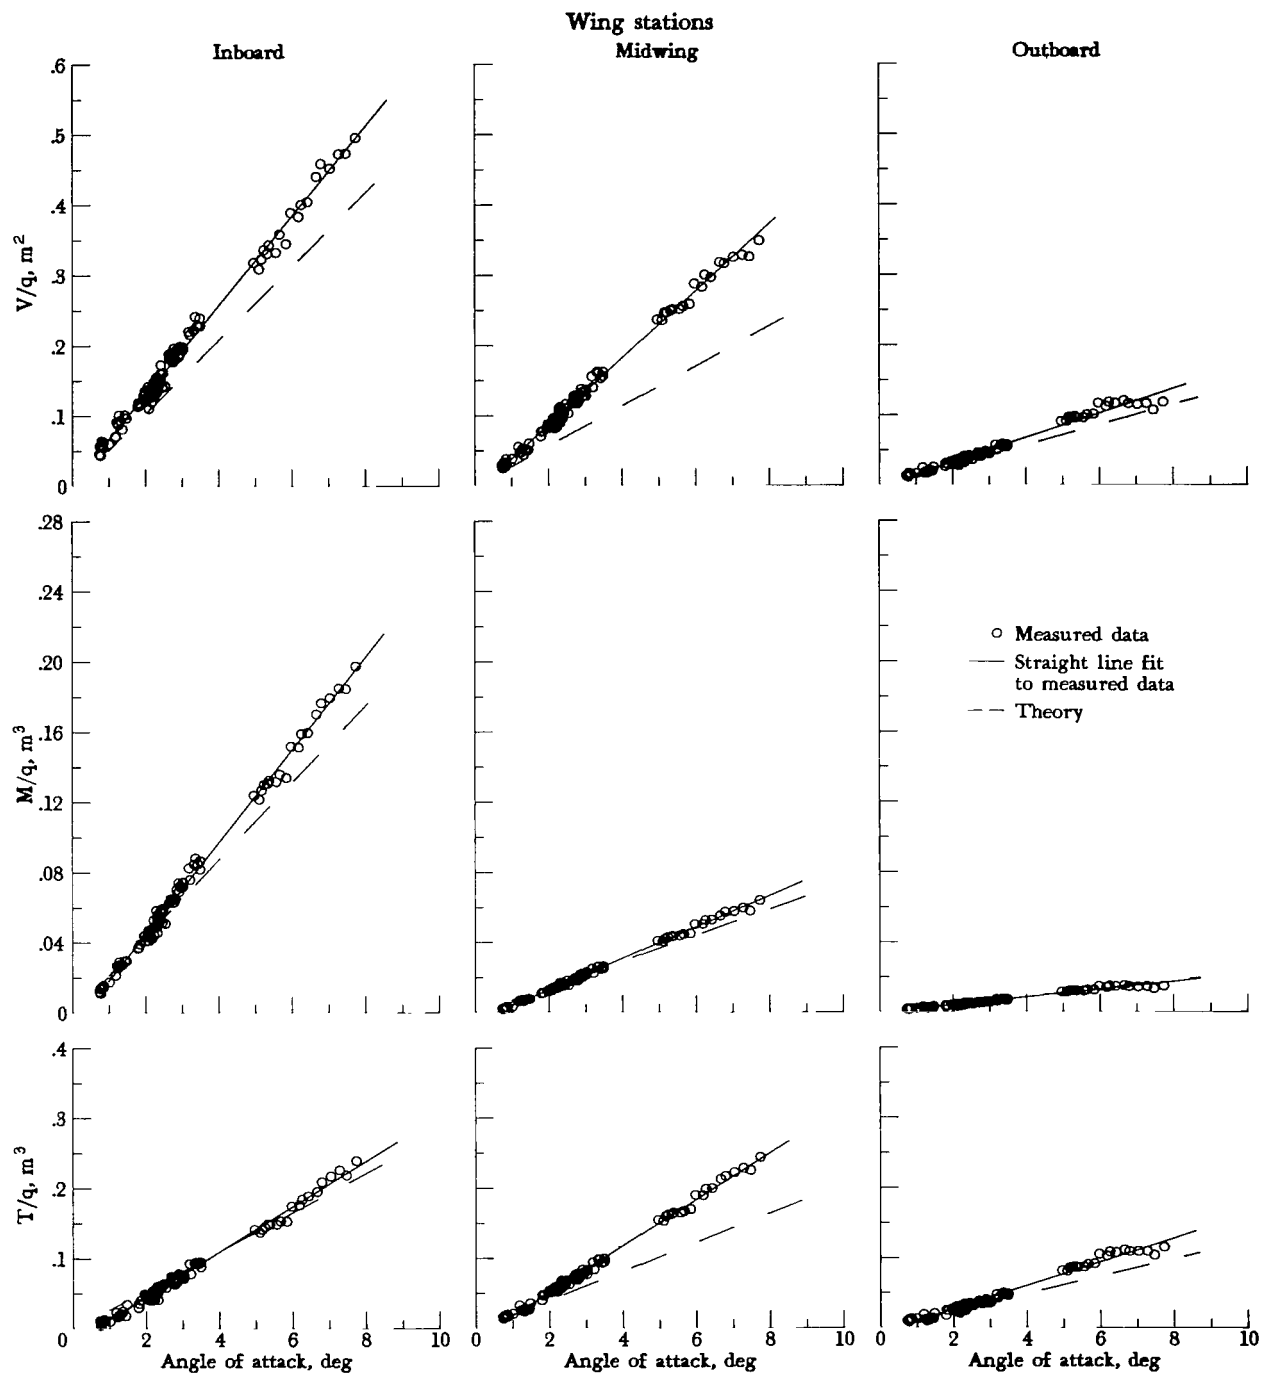 Wing stations
Inboard Midwing Outboard
.6
.5
.4
.3
.2
.1
0
V/q, m²
.28
.24
.20
.16
.12
.08
.04
0
M/q, m³
Measured data
Straight line fit
to measured data
Theory
.4
.3
.2
.1
0
T/q, m³
2 4 6 8 10 0 2 4 6 8 10 0 2 4 6 8 10
Angle of attack, deg Angle of attack, deg Angle of attack, deg